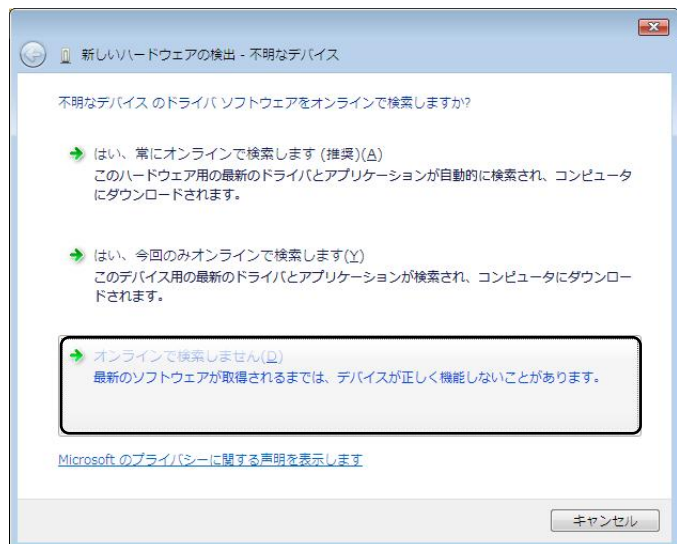 新しいハードウェアの検出 - 不明なデバイス
不明なデバイス のドライバ ソフトウェアをオンラインで検索しますか?
はい、常にオンラインで検索します (推奨)(A)
このハードウェア用の最新のドライバとアプリケーションが自動的に検索され、コンピュータ
にダウンロードされます。
はい、今回のみオンラインで検索します(Y)
このデバイス用の最新のドライバとアプリケーションが検索され、コンピュータにダウンロー
ドされます。
オンラインで検索しません(D)
最新のソフトウェアが取得されるまでは、デバイスが正しく機能しないことがあります。
Microsoft のプライバシーに関する声明を表示します
キャンセル